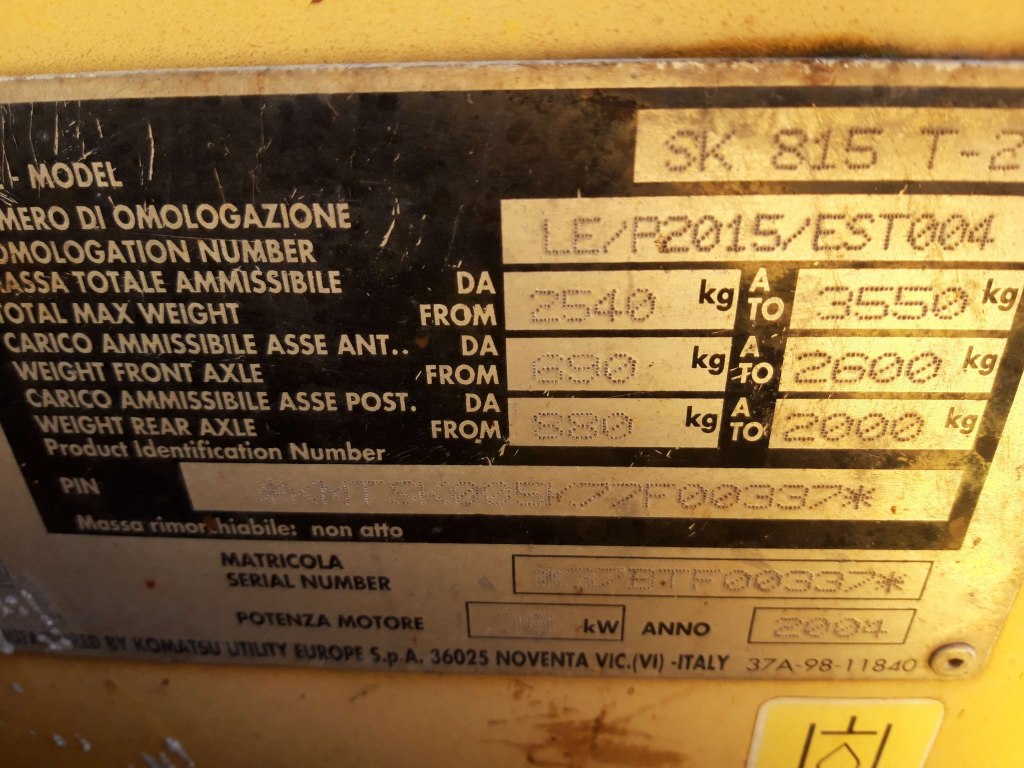 - MODEL SK 815 T-2
MERO DI OMOLOGAZIONE
OMOLOGATION NUMBER LE/P2015/EST004
MASSA TOTALE AMMISSIBILE DA A
TOTAL MAX WEIGHT FROM 2540 kg TO 3550 kg
CARICO AMMISSIBILE ASSE ANT.. DA A
WEIGHT FRONT AXLE FROM 690 kg TO 2600 kg
CARICO AMMISSIBILE ASSE POST. DA A
WEIGHT REAR AXLE FROM 880 kg TO 2000 kg
Product Identification Number
PIN *KMTSK005K77F00337*
Massa rimorchiabile: non atto
MATRICOLA
SERIAL NUMBER *37BTF00337*
POTENZA MOTORE kW ANNO 2004
BY KOMATSU UTILITY EUROPE S.p.A. 36025 NOVENTA VIC.(VI) -ITALY 37A-98-11840